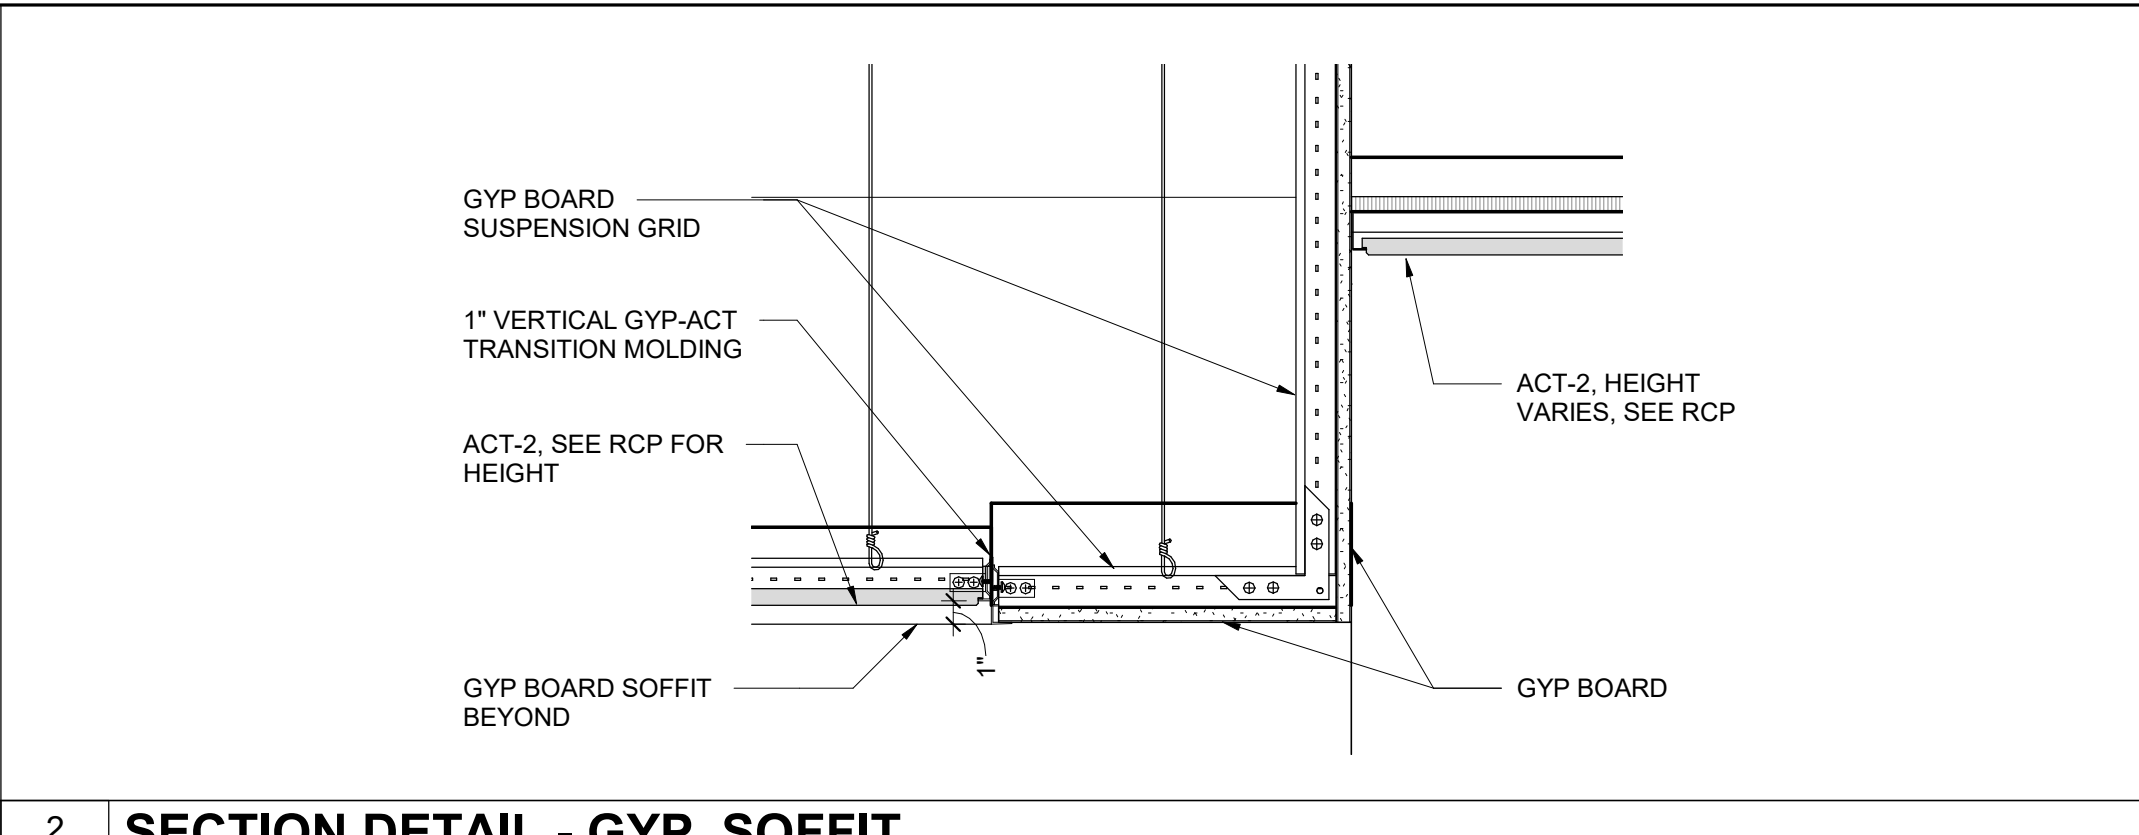 GYP BOARD
SUSPENSION GRID
1" VERTICAL GYP-ACT
TRANSITION MOLDING
ACT-2, SEE RCP FOR
HEIGHT
ACT-2, HEIGHT
VARIES, SEE RCP
1"
GYP BOARD SOFFIT
BEYOND
GYP BOARD
2
SECTION DETAIL - GYP. SOFFIT